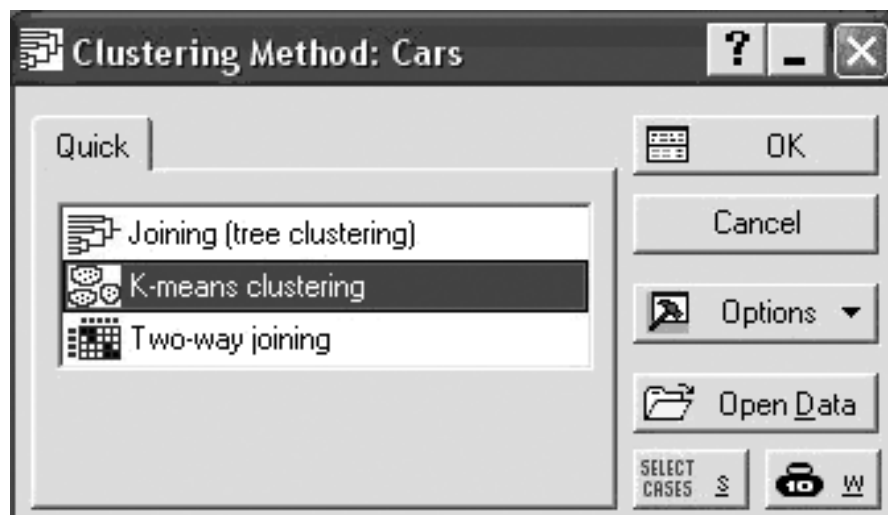 Clustering Method: Cars
?
Quick
OK
Joining (tree clustering)
Cancel
K-means clustering
Options
Two-way joining
Open Data
SELECT CASES S
10 W